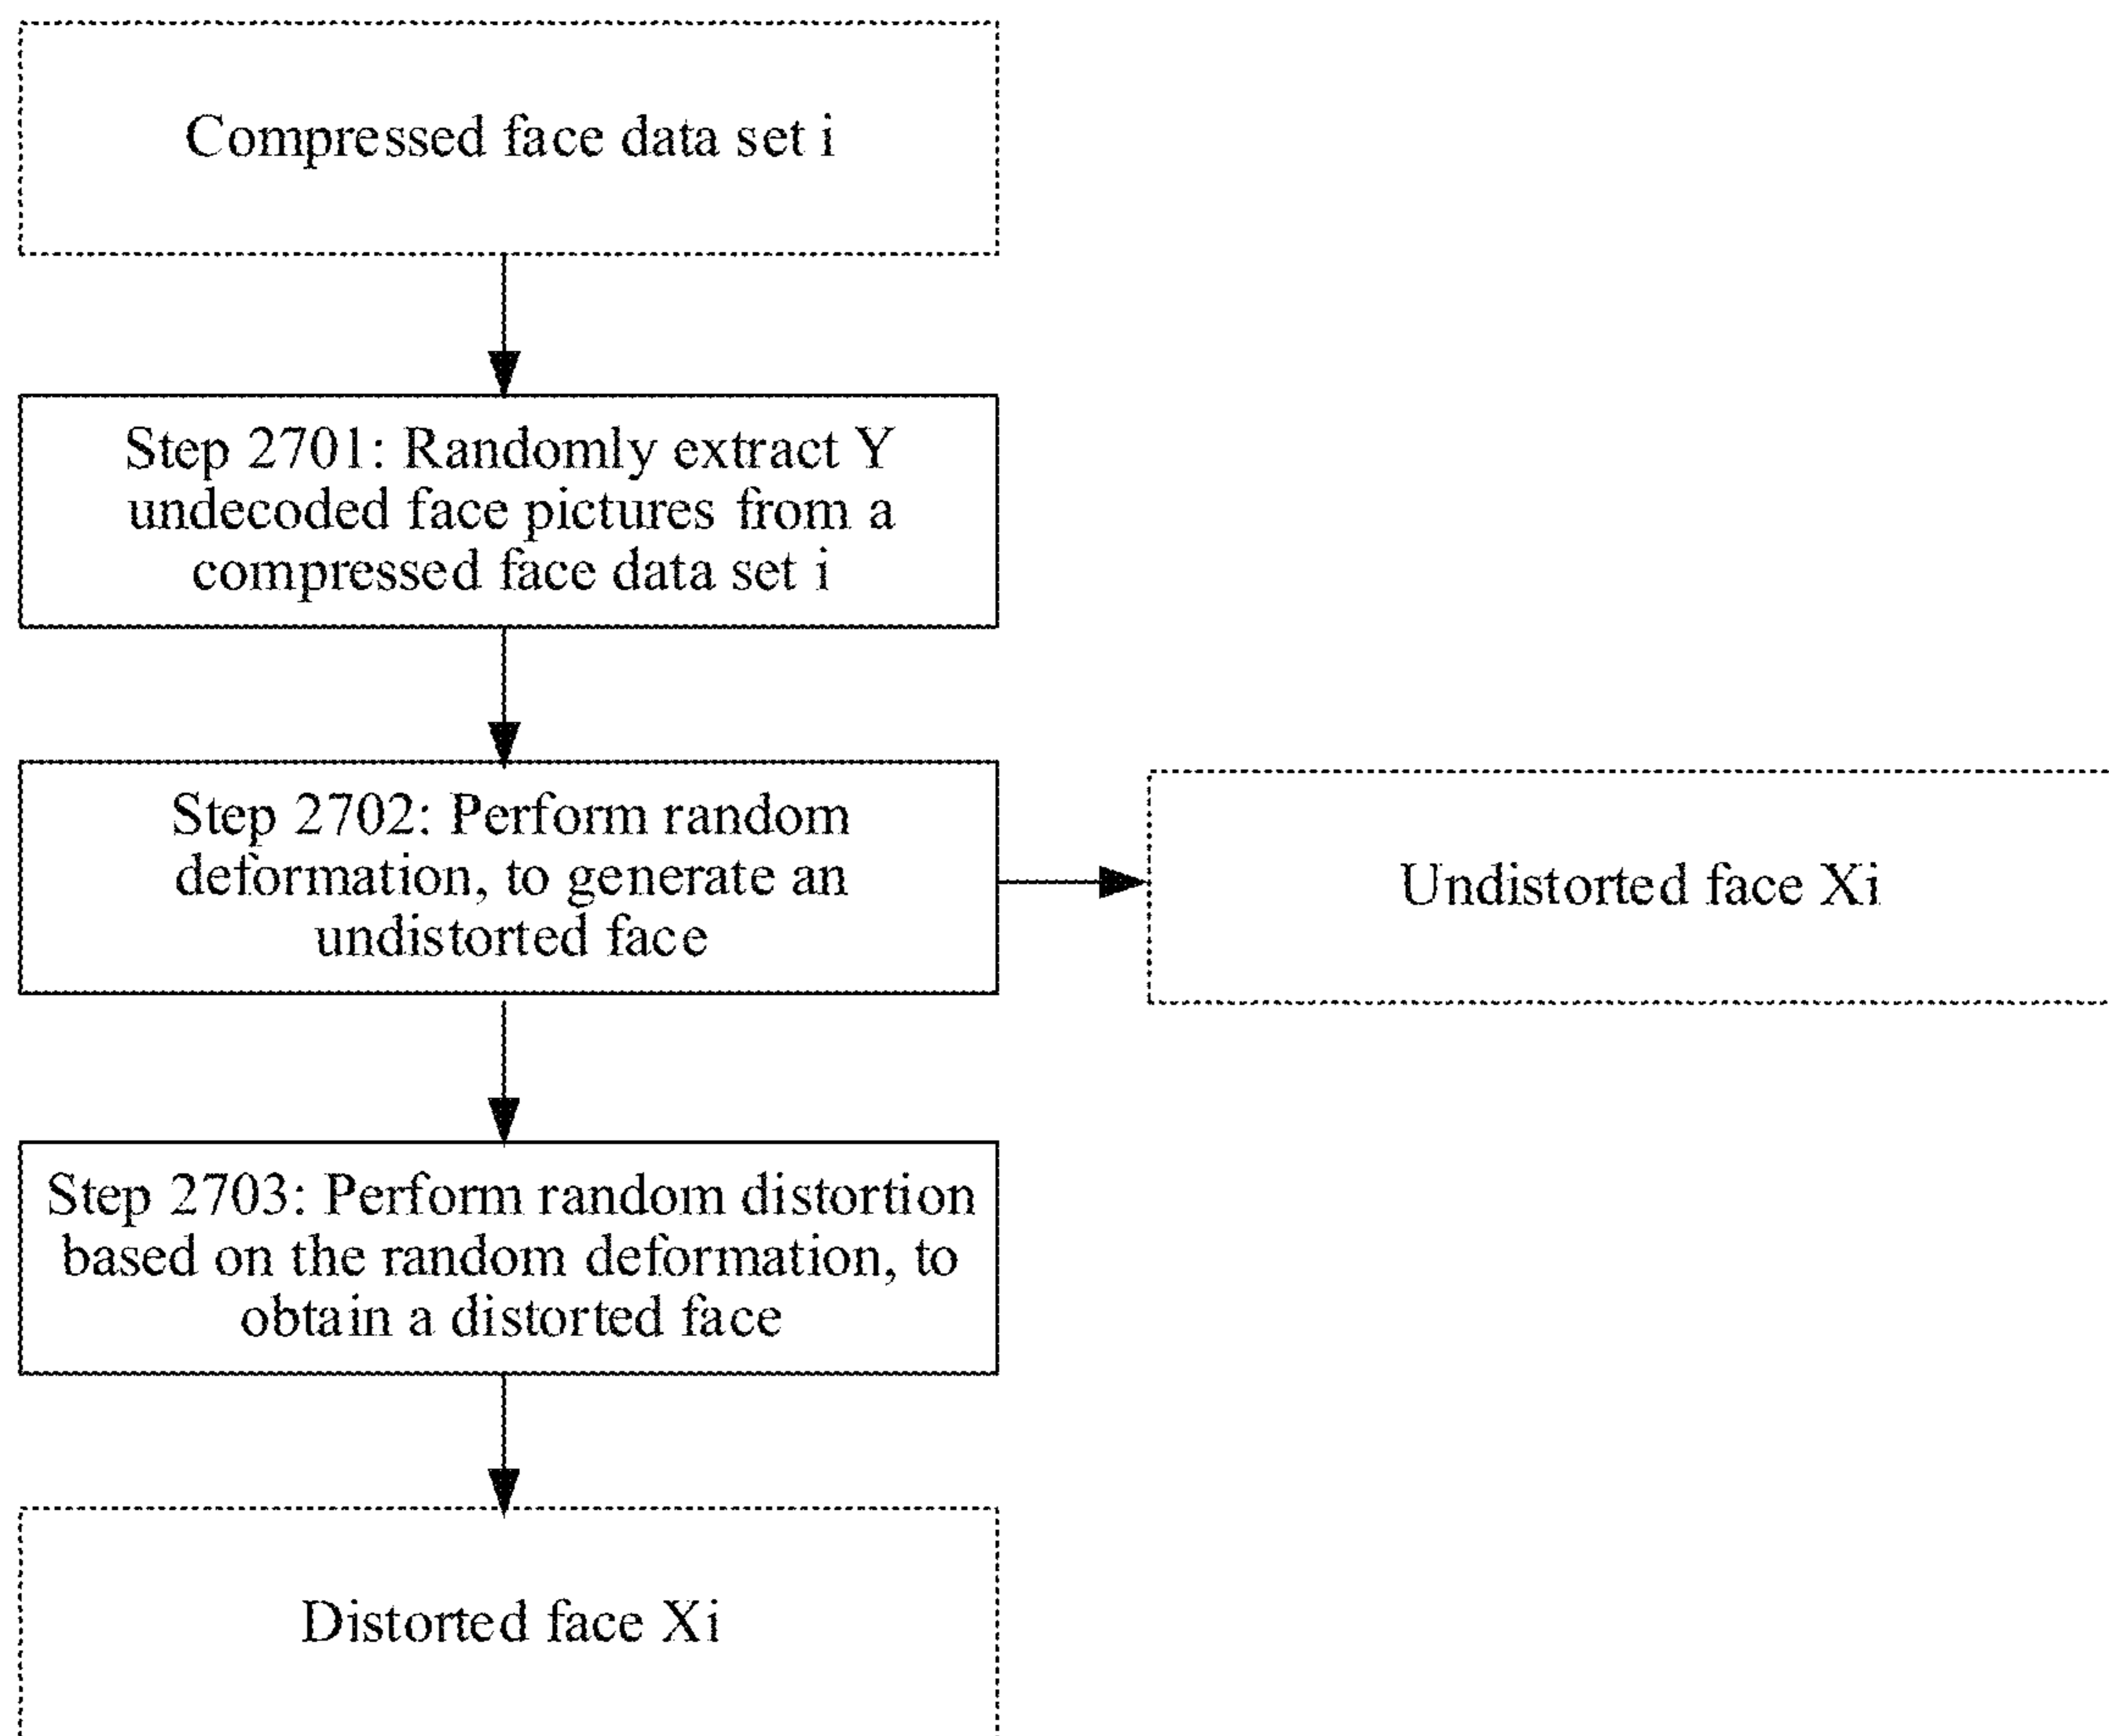 Compressed face data set i
Step 2701: Randomly extract Y
undecoded face pictures from a
compressed face data set i
Step 2702: Perform random
deformation, to generate an
undistorted face
Undistorted face Xi
Step 2703: Perform random distortion
based on the random deformation, to
obtain a distorted face
Distorted face Xi